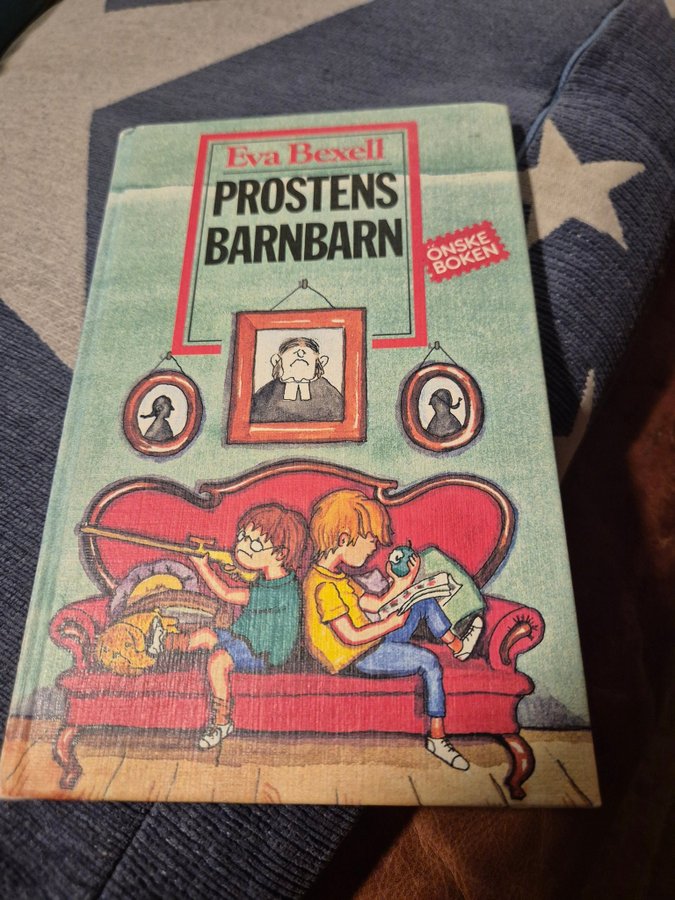 Eva Bexell
PROSTENS
BARNBARN
ÖNSKE
BOKEN